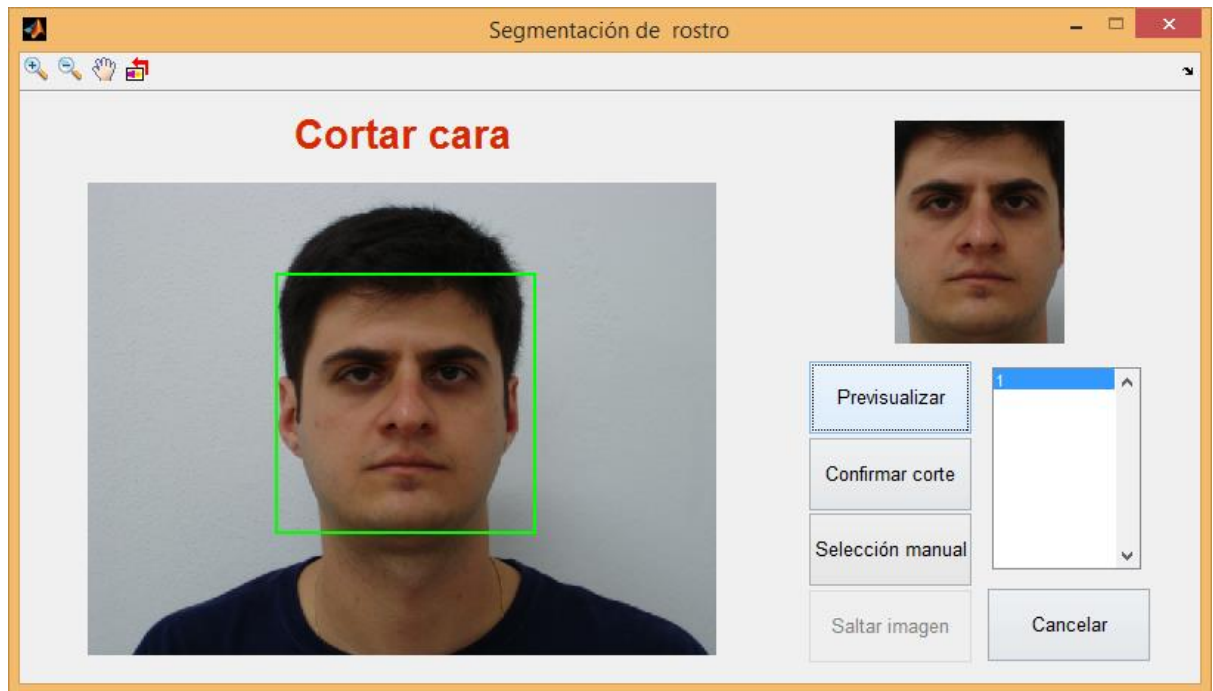 Segmentación de rostro
Cortar cara
Previsualizar
1
Confirmar corte
Selección manual
Saltar imagen
Cancelar